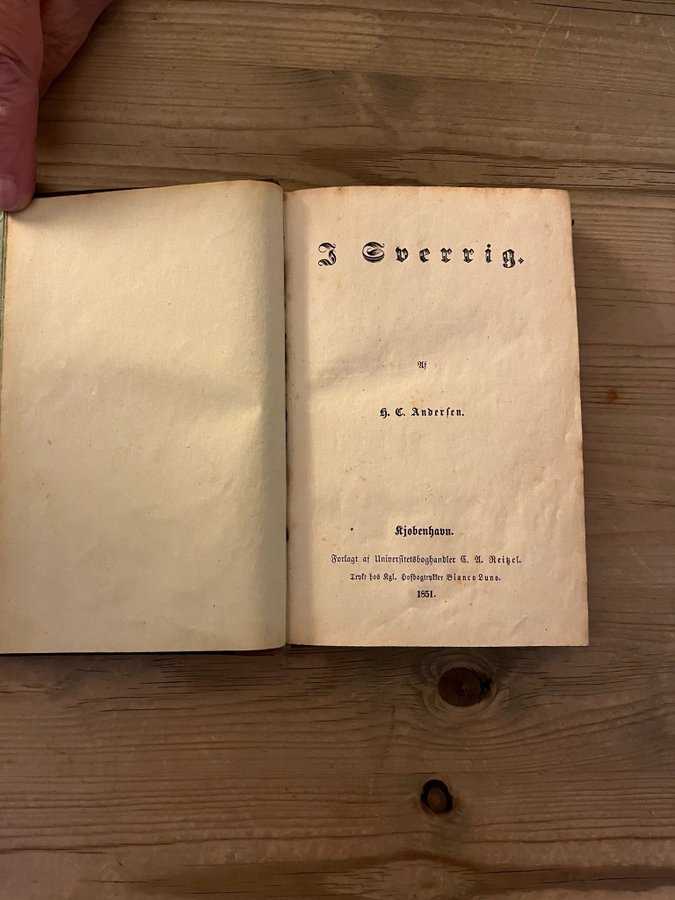 I Sverrig.
Af
H. C. Andersen.
Kjøbenhavn.
Forlagt af Universitetsboghandler C. A. Reitzel.
Trykt hos Kgl. Hofbogtrykker Bianco Luno.
1851.